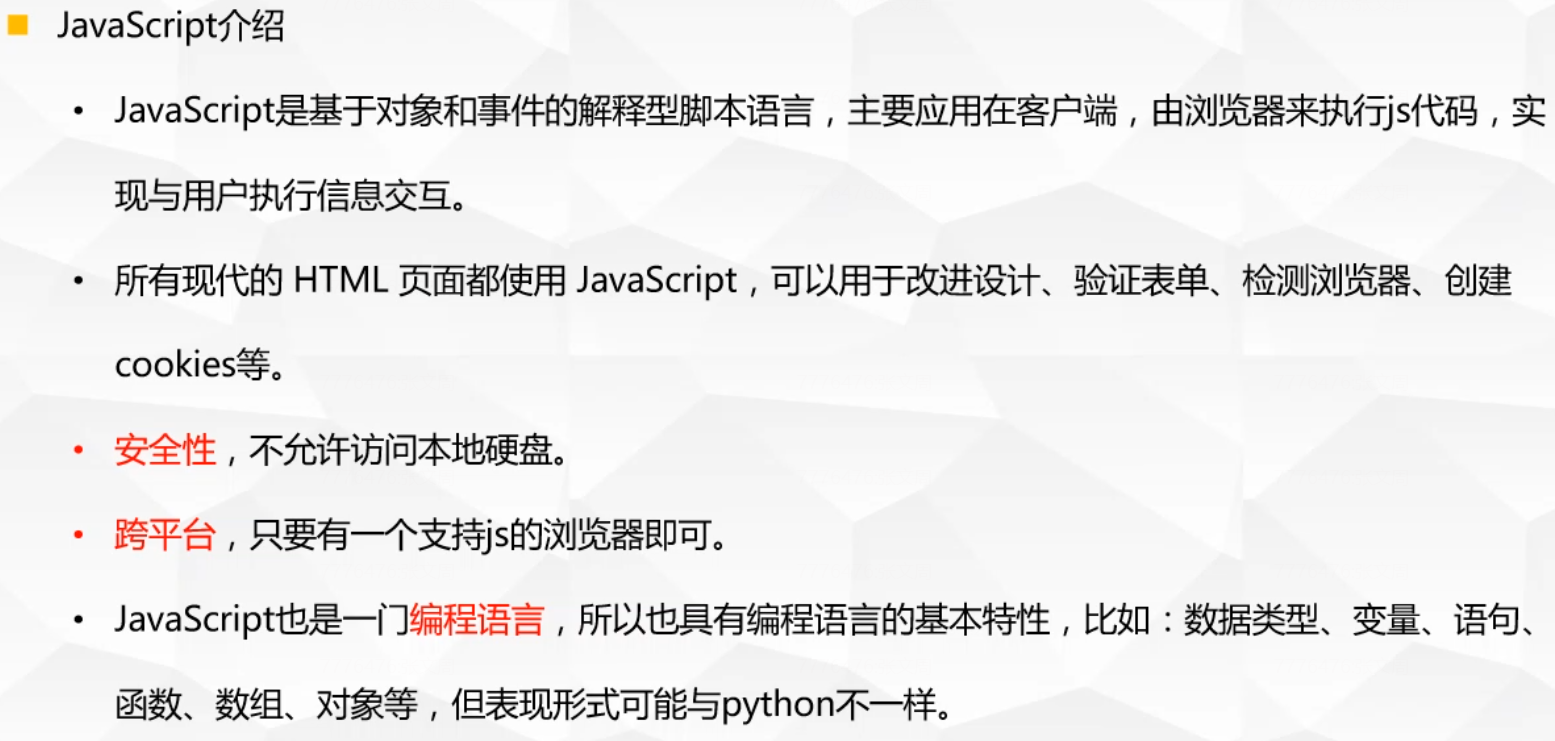 JavaScript介绍
• JavaScript是基于对象和事件的解释型脚本语言，主要应用在客户端，由浏览器来执行js代码，实
现与用户执行信息交互。
• 所有现代的 HTML 页面都使用 JavaScript，可以用于改进设计、验证表单、检测浏览器、创建
cookies等。
• 安全性，不允许访问本地硬盘。
• 跨平台，只要有一个支持js的浏览器即可。
• JavaScript也是一门编程语言，所以也具有编程语言的基本特性，比如：数据类型、变量、语句、
函数、数组、对象等，但表现形式可能与python不一样。